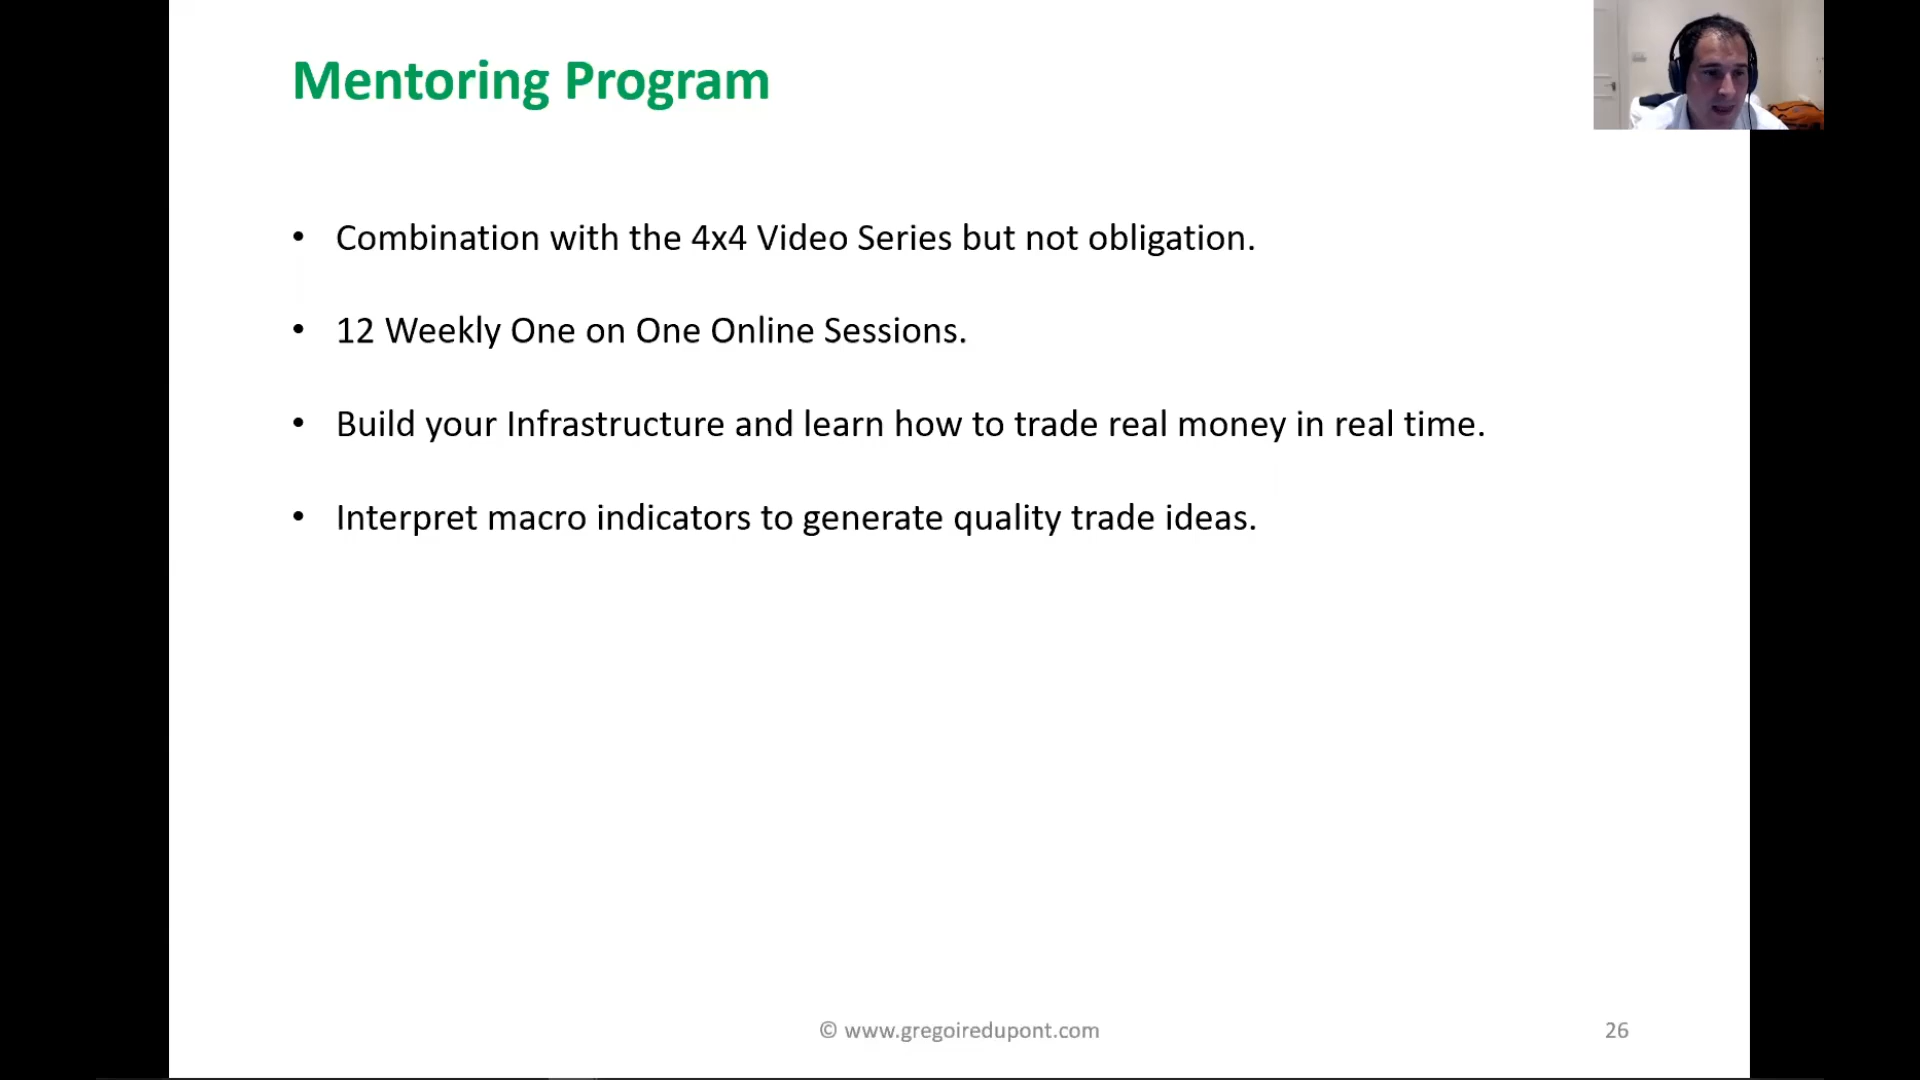 Mentoring Program
• Combination with the 4x4 Video Series but not obligation.
• 12 Weekly One on One Online Sessions.
• Build your Infrastructure and learn how to trade real money in real time.
• Interpret macro indicators to generate quality trade ideas.
© www.gregoiredupont.com
26